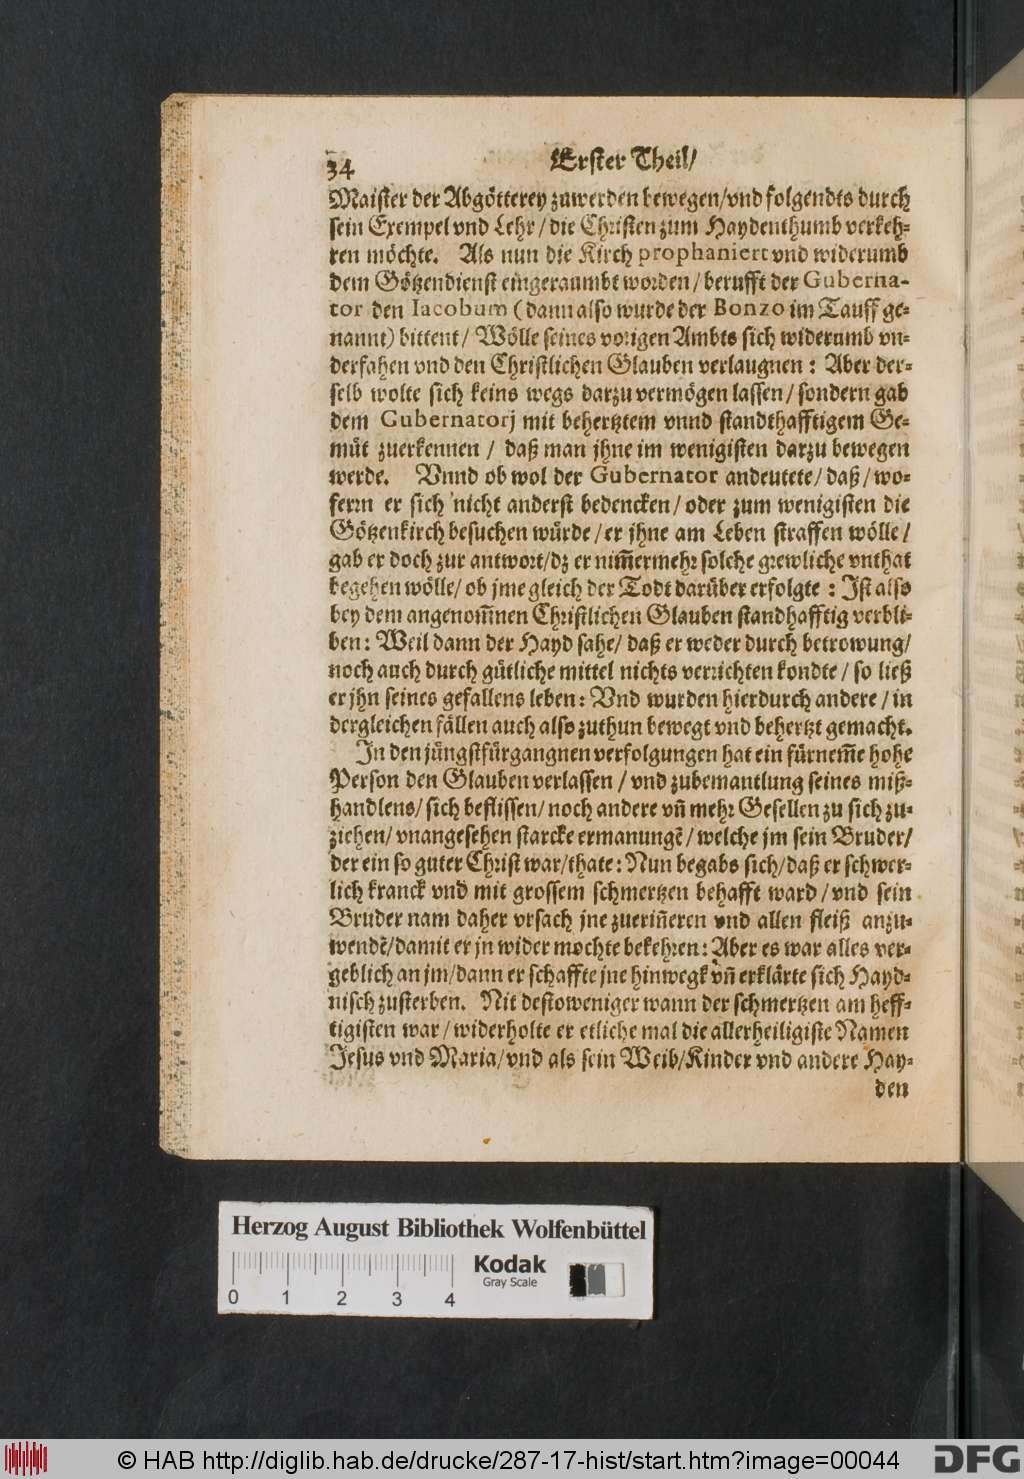 34
Erster Theil/
Maister der Abgötterey zuwerden bewegen/vnd folgendts durch
sein Exempel vnd Lehr/die Christen zum Haydenthumb verkeh=
ren möchte. Als nun die Kirch prophaniert vnd widerumb
dem Götzendienst eingeraumbt worden/berufft der Guberna-
tor den Iacobum (dann also wurde der Bonzo im Tauff ge=
nannt) bittent/ Wölle seines vorigen Ambts sich widerumb vn=
derfahen vnd den Christlichen Glauben verlaugnen: Aber der=
selb wolte sich keins wegs darzu vermögen lassen/sondern gab
dem Gubernatorj mit behertztem vnnd standthafftigem Ge=
müt zuerkennen / daß man jhne im wenigisten darzu bewegen
werde. Vnnd ob wol der Gubernator andeutete/daß/wo=
ferrn er sich nicht anderst bedencken/oder zum wenigisten die
Götzenkirch besuchen würde/er jhne am Leben straffen wölle/
gab er doch zur antwort/dz er nim̃ermehr solche grewliche vnthat
begehen wölle/ob jme gleich der Todt darüber erfolgte: Ist also
bey dem angenom̃nen Christlichen Glauben standhafftig verbli=
ben: Weil dann der Hayd sahe/ daß er weder durch betrowung/
noch auch durch gütliche mittel nichts verrichten kondte/so ließ
er jhn seines gefallens leben: Vnd wurden hierdurch andere/in
dergleichen fällen auch also zuthun bewegt vnd behertzt gemacht.
In den jüngstfürgangnen verfolgungen hat ein fürnem̃e hohe
Person den Glauben verlassen/vnd zubemantlung seines miß=
handlens/sich beflissen/noch andere vñ mehr Gesellen zu sich zu=
ziehen/vnangesehen starcke ermanungẽ/welche jm sein Bruder/
der ein so guter Christ war/thate: Nun begabs sich/daß er schwer=
lich kranck vnd mit grossem schmertzen behafft ward/vnd sein
Bruder nam daher vrsach jne zueriñeren vnd allen fleiß anzu=
wendẽ/damit er jn wider mochte bekehren: Aber es war alles ver=
geblich an jm/dann er schaffte jne hinwegk vñ erklärte sich Hayd=
nisch zusterben. Nit destoweniger wann der schmertzen am heff=
tigisten war/widerholte er etliche mal die allerheiligiste Namen
Jesus vnd Maria/vnd als sein Weib/Kinder vnd andere Hay=
den
Herzog August Bibliothek Wolfenbüttel
Kodak
Gray Scale
0 1 2 3 4
© HAB http://diglib.hab.de/drucke/287-17-hist/start.htm?image=00044
DFG